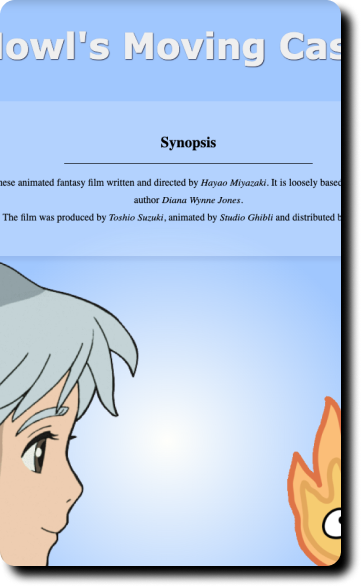 owl's Moving Cas
Synopsis
nese animated fantasy film written and directed by Hayao Miyazaki. It is loosely based
author Diana Wynne Jones.
The film was produced by Toshio Suzuki, animated by Studio Ghibli and distributed b